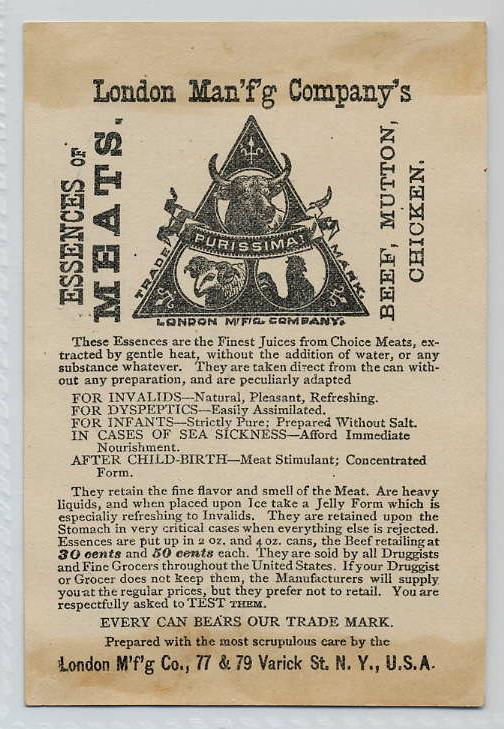 London Man'f'g Company's
ESSENCES OF
MEATS.
BEEF, MUTTON,
CHICKEN.
PURISSIMA
TRADE MARK
LONDON M'F'G. COMPANY.
These Essences are the Finest Juices from Choice Meats, ex-
tracted by gentle heat, without the addition of water, or any
substance whatever. They are taken direct from the can with-
out any preparation, and are peculiarly adapted
FOR INVALIDS—Natural, Pleasant, Refreshing.
FOR DYSPEPTICS—Easily Assimilated.
FOR INFANTS—Strictly Pure; Prepared Without Salt.
IN CASES OF SEA SICKNESS—Afford Immediate
Nourishment.
AFTER CHILD-BIRTH—Meat Stimulant; Concentrated
Form.
They retain the fine flavor and smell of the Meat. Are heavy
liquids, and when placed upon Ice take a Jelly Form which is
especially refreshing to Invalids. They are retained upon the
Stomach in very critical cases when everything else is rejected.
Essences are put up in 2 oz. and 4 oz. cans, the Beef retailing at
30 cents and 50 cents each. They are sold by all Druggists
and Fine Grocers throughout the United States. If your Druggist
or Grocer does not keep them, the Manufacturers will supply
you at the regular prices, but they prefer not to retail. You are
respectfully asked to TEST THEM.
EVERY CAN BEARS OUR TRADE MARK.
Prepared with the most scrupulous care by the
London M'f'g Co., 77 & 79 Varick St. N. Y., U.S.A.